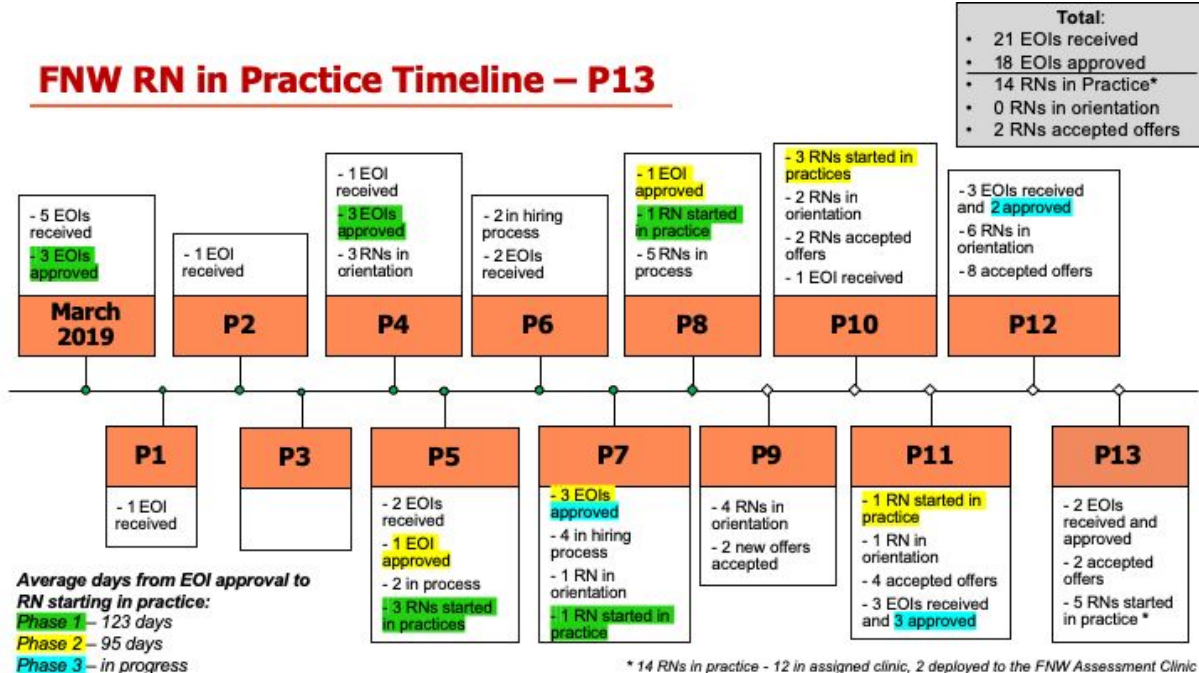 Total:
• 21 EOIs received
• 18 EOIs approved
• 14 RNs in Practice*
• 0 RNs in orientation
• 2 RNs accepted offers
FNW RN in Practice Timeline – P13
- 5 EOIs
received
- 3 EOIs
approved
March
2019
- 1 EOI
received
P2
- 1 EOI
received
- 3 EOIs
approved
- 3 RNs in
orientation
P4
- 2 in hiring
process
- 2 EOIs
received
P6
- 1 EOI
approved
- 1 RN started
in practice
- 5 RNs in
process
P8
- 3 RNs started in
practices
- 2 RNs in
orientation
- 2 RNs accepted
offers
- 1 EOI received
P10
- 3 EOIs received
and 2 approved
- 6 RNs in
orientation
- 8 accepted offers
P12
P1
- 1 EOI
received
P3
P5
- 2 EOIs
received
- 1 EOI
approved
- 2 in process
- 3 RNs started
in practices
P7
- 3 EOIs
approved
- 4 in hiring
process
- 1 RN in
orientation
- 1 RN started in
practice
P9
- 4 RNs in
orientation
- 2 new offers
accepted
P11
- 1 RN started in
practice
- 1 RN in
orientation
- 4 accepted offers
- 3 EOIs received
and 3 approved
P13
- 2 EOIs
received and
approved
- 2 accepted
offers
- 5 RNs started
in practice *
Average days from EOI approval to
RN starting in practice:
Phase 1 – 123 days
Phase 2 – 95 days
Phase 3 – in progress
* 14 RNs in practice - 12 in assigned clinic, 2 deployed to the FNW Assessment Clinic